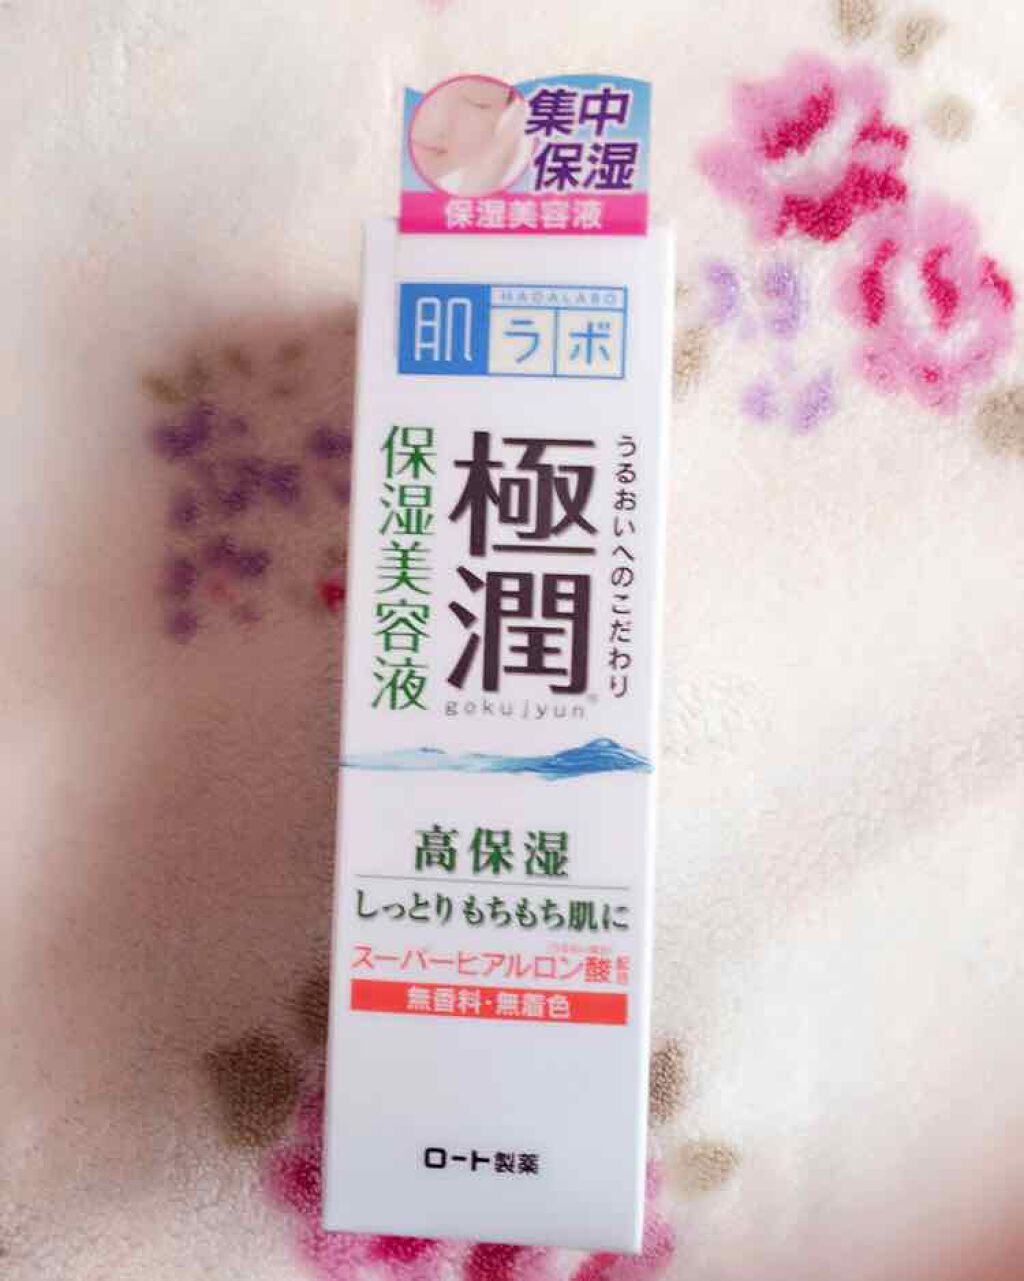 集中
保湿
保湿美容液
HADALABO
肌ラボ
うるおいへのこだわり
極潤
gokujyun®
保湿美容液
高保湿
しっとりもちもち肌に
スーパーヒアルロン酸配合
無香料・無着色
ロート製薬